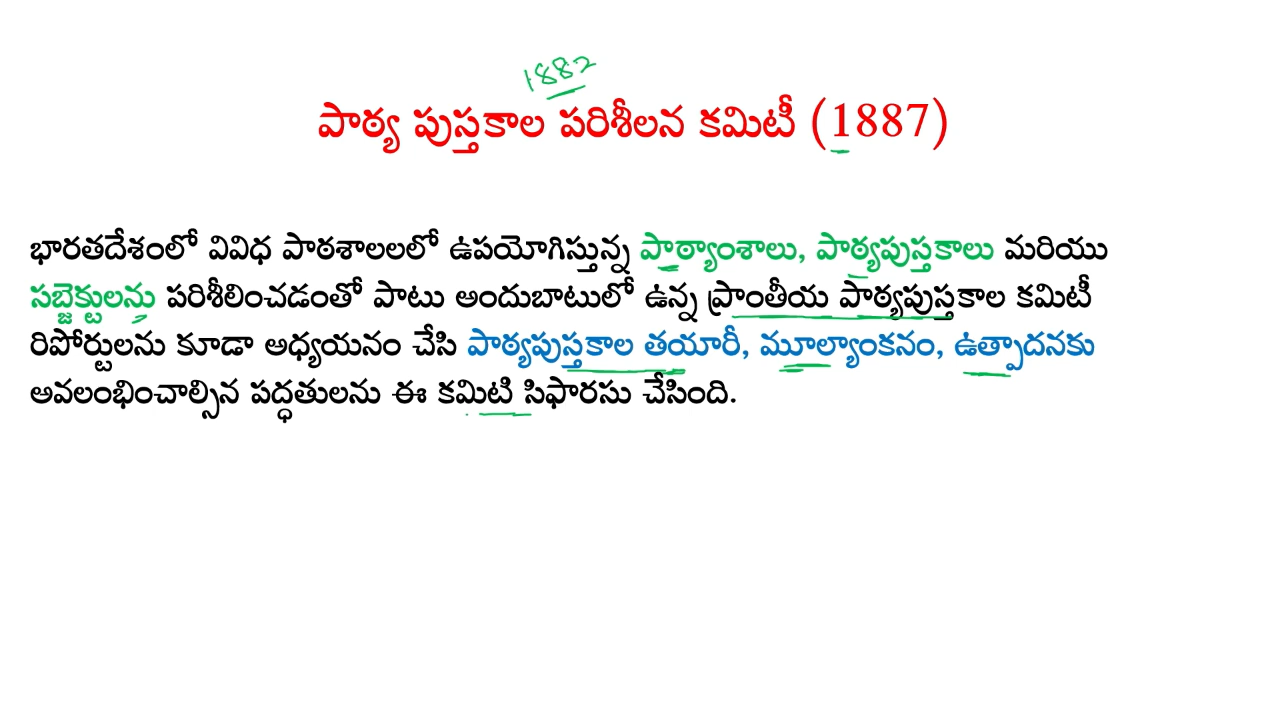 1882
పాఠ్య పుస్తకాల పరిశీలన కమిటీ (1887)
భారతదేశంలో వివిధ పాఠశాలలలో ఉపయోగిస్తున్న పాఠ్యాంశాలు, పాఠ్యపుస్తకాలు మరియు
సబ్జెక్టులను పరిశీలించడంతో పాటు అందుబాటులో ఉన్న ప్రాంతీయ పాఠ్యపుస్తకాల కమిటీ
రిపోర్టులను కూడా అధ్యయనం చేసి పాఠ్యపుస్తకాల తయారీ, మూల్యాంకనం, ఉత్పాదనకు
అవలంభించాల్సిన పద్ధతులను ఈ కమిటి సిఫారసు చేసింది.